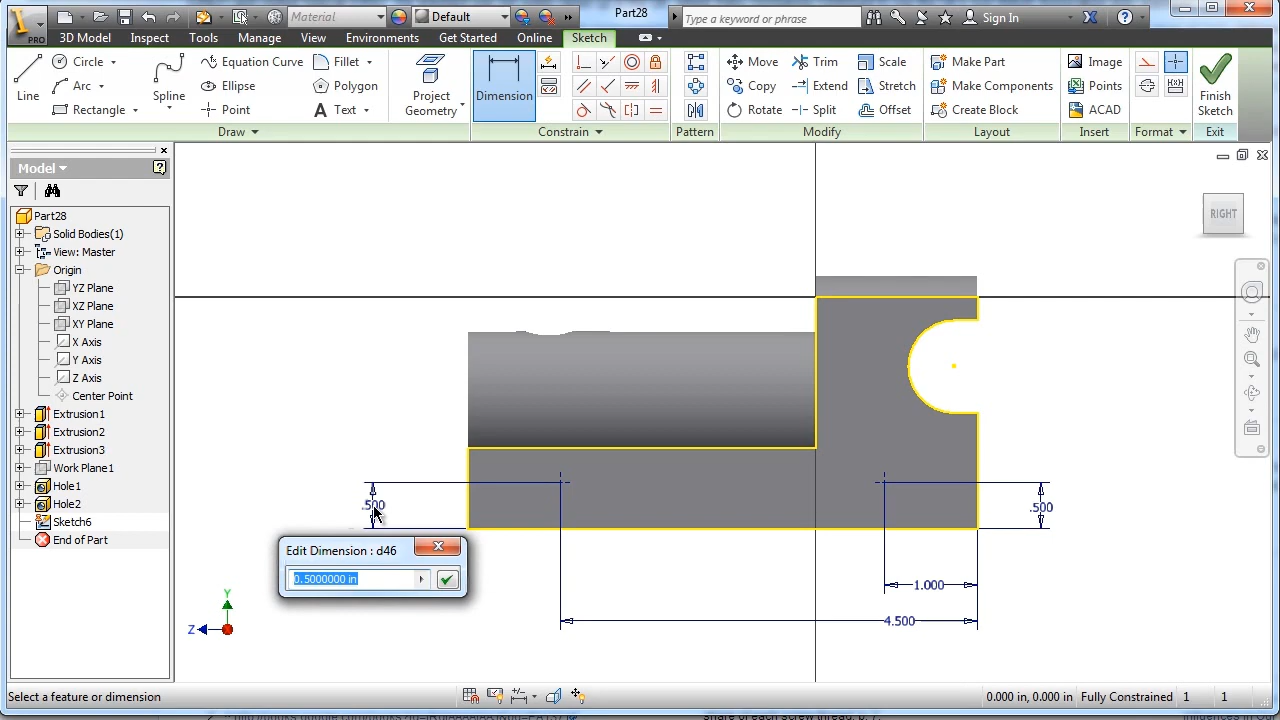 Material
Default
Part28
Type a keyword or phrase
Sign In
PRO
3D Model
Inspect
Tools
Manage
View
Environments
Get Started
Online
Sketch
Line
Circle
Arc
Rectangle
Spline
Equation Curve
Ellipse
Point
Fillet
Polygon
A Text
Project Geometry
Dimension
Move
Copy
Rotate
Trim
Extend
Split
Scale
Stretch
Offset
Make Part
Make Components
Create Block
Image
Points
ACAD
Finish Sketch
Draw
Constrain
Pattern
Modify
Layout
Insert
Format
Exit
Model
Part28
Solid Bodies(1)
View: Master
Origin
YZ Plane
XZ Plane
XY Plane
X Axis
Y Axis
Z Axis
Center Point
Extrusion1
Extrusion2
Extrusion3
Work Plane1
Hole1
Hole2
Sketch6
End of Part
RIGHT
.500
.500
Edit Dimension : d46
0.5000000 in
1.000
4.500
Y
Z
Select a feature or dimension
0.000 in, 0.000 in
Fully Constrained
1
1